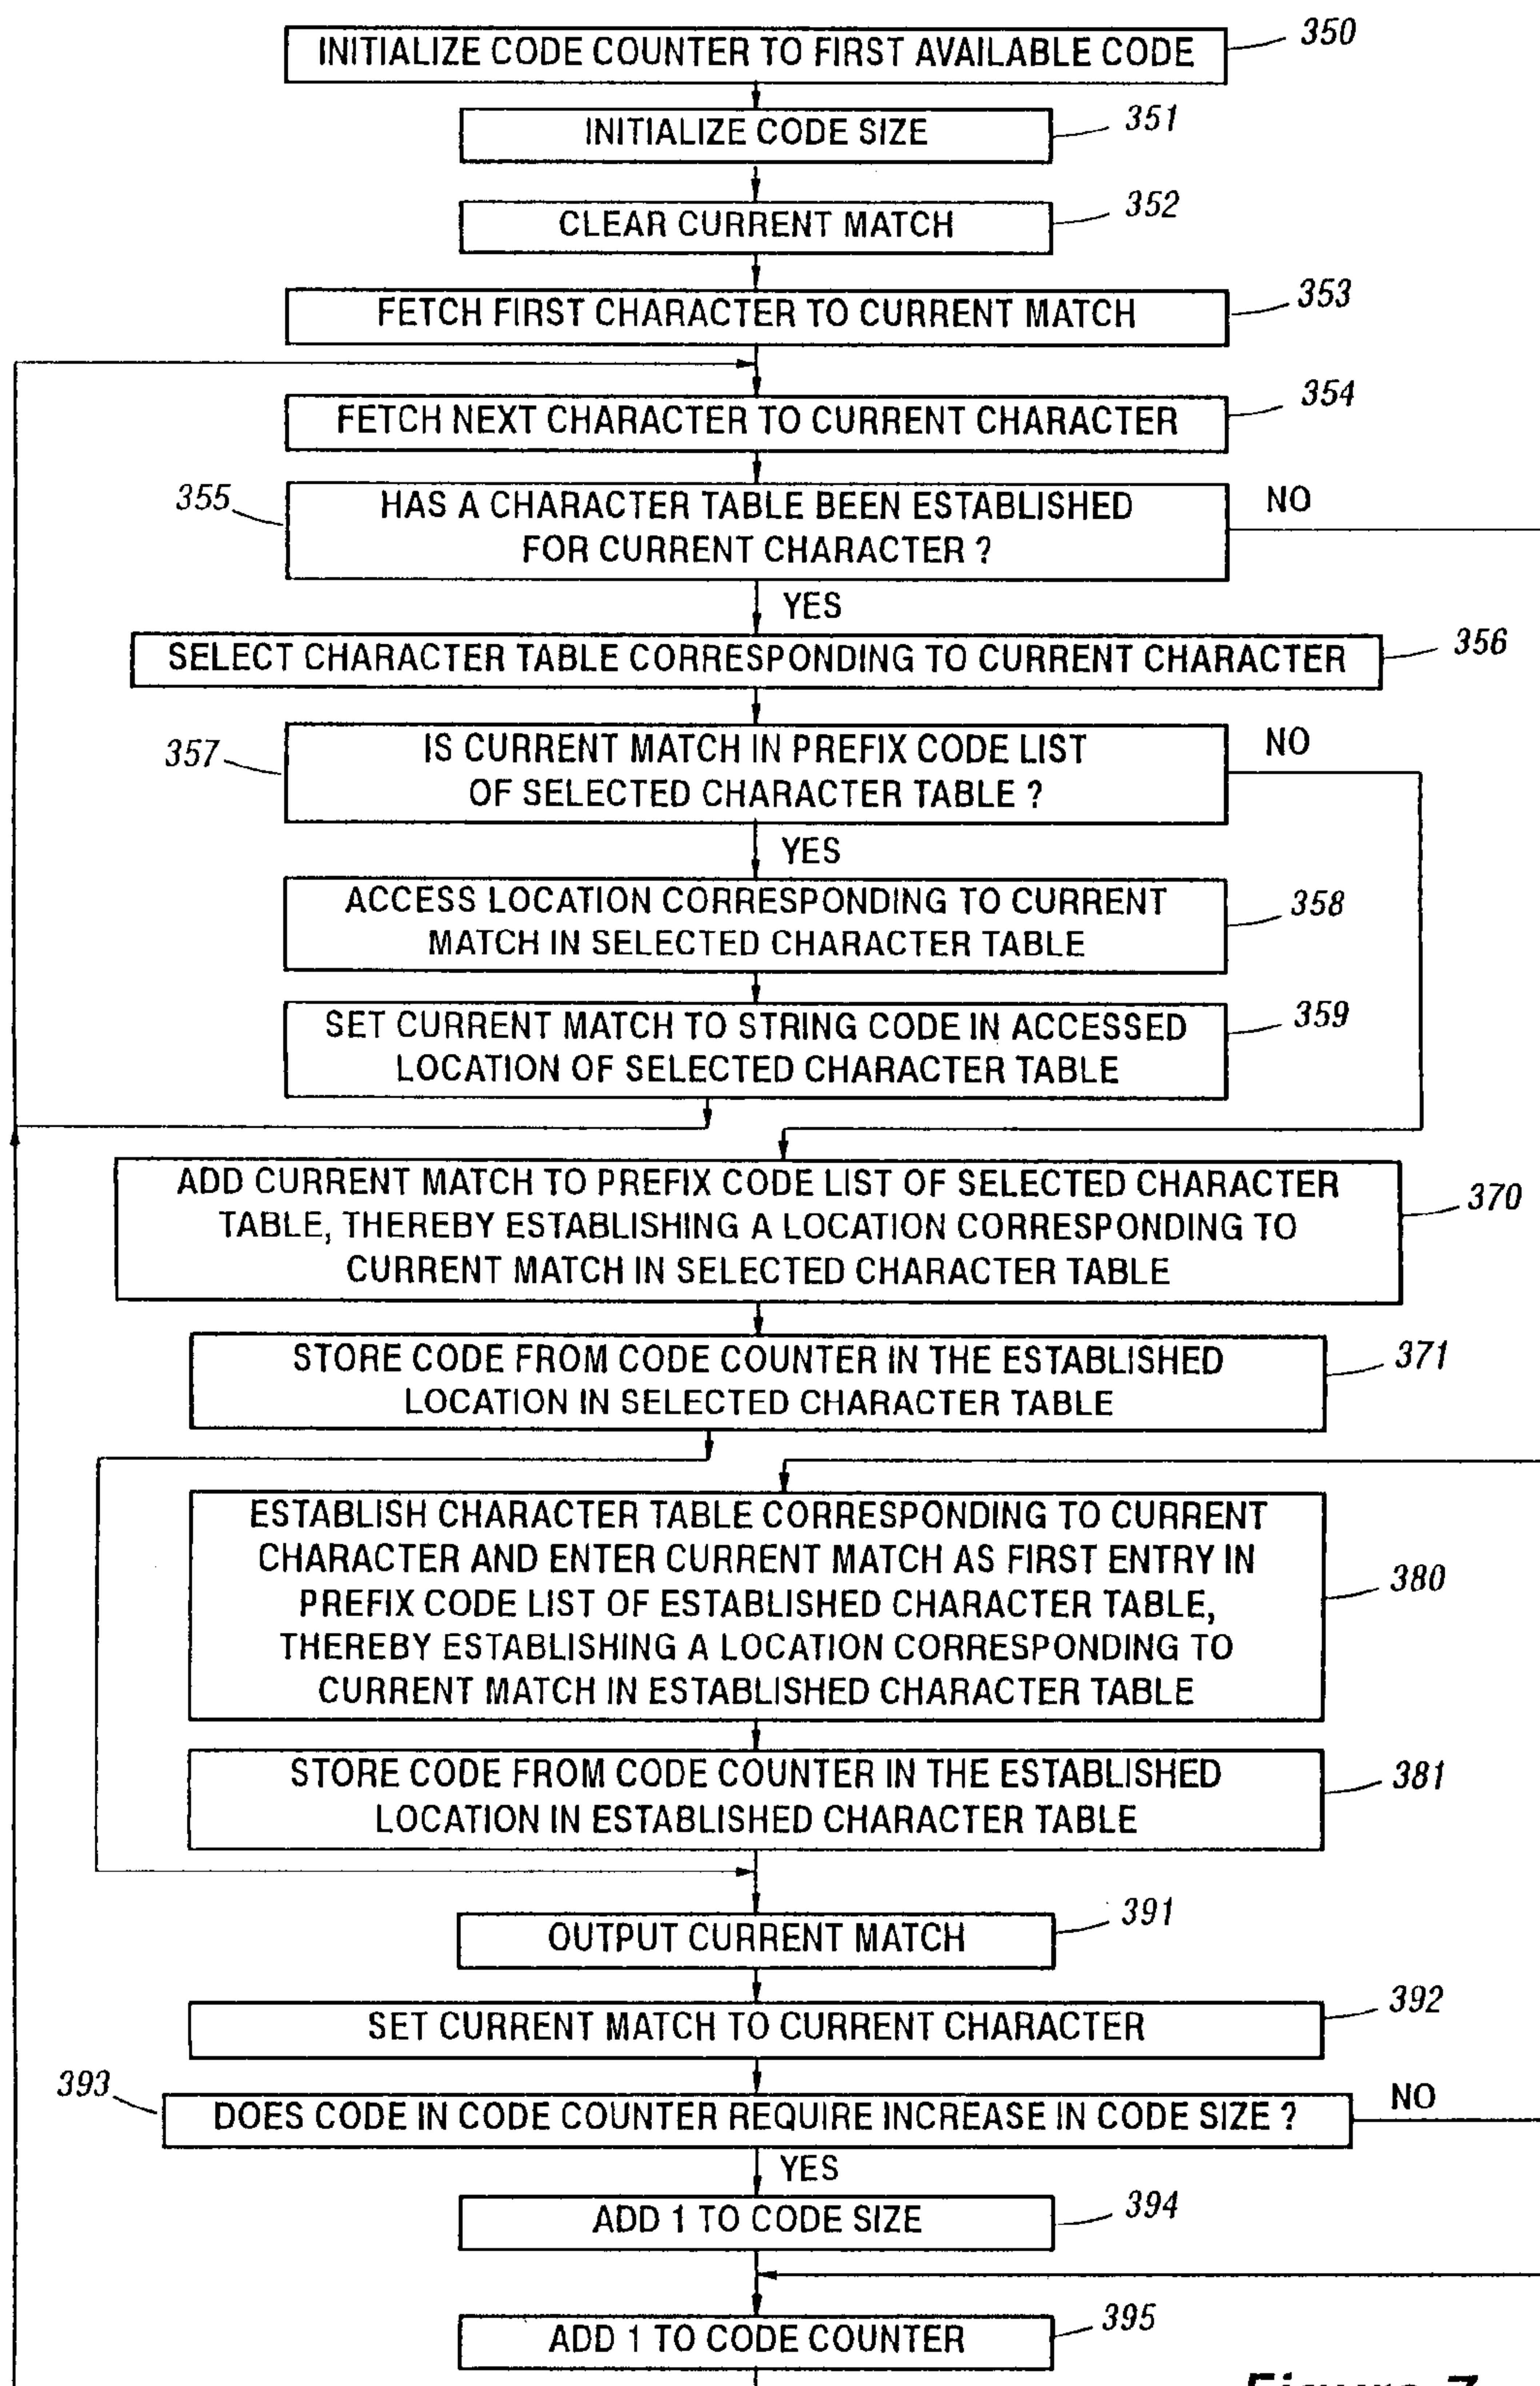 INITIALIZE CODE COUNTER TO FIRST AVAILABLE CODE
350
INITIALIZE CODE SIZE
351
CLEAR CURRENT MATCH
352
FETCH FIRST CHARACTER TO CURRENT MATCH
353
FETCH NEXT CHARACTER TO CURRENT CHARACTER
354
355
HAS A CHARACTER TABLE BEEN ESTABLISHED
FOR CURRENT CHARACTER ?
NO
YES
SELECT CHARACTER TABLE CORRESPONDING TO CURRENT CHARACTER
356
357
IS CURRENT MATCH IN PREFIX CODE LIST
OF SELECTED CHARACTER TABLE ?
NO
YES
ACCESS LOCATION CORRESPONDING TO CURRENT
MATCH IN SELECTED CHARACTER TABLE
358
SET CURRENT MATCH TO STRING CODE IN ACCESSED
LOCATION OF SELECTED CHARACTER TABLE
359
ADD CURRENT MATCH TO PREFIX CODE LIST OF SELECTED CHARACTER
TABLE, THEREBY ESTABLISHING A LOCATION CORRESPONDING TO
CURRENT MATCH IN SELECTED CHARACTER TABLE
370
STORE CODE FROM CODE COUNTER IN THE ESTABLISHED
LOCATION IN SELECTED CHARACTER TABLE
371
ESTABLISH CHARACTER TABLE CORRESPONDING TO CURRENT
CHARACTER AND ENTER CURRENT MATCH AS FIRST ENTRY IN
PREFIX CODE LIST OF ESTABLISHED CHARACTER TABLE,
THEREBY ESTABLISHING A LOCATION CORRESPONDING TO
CURRENT MATCH IN ESTABLISHED CHARACTER TABLE
380
STORE CODE FROM CODE COUNTER IN THE ESTABLISHED
LOCATION IN ESTABLISHED CHARACTER TABLE
381
OUTPUT CURRENT MATCH
391
SET CURRENT MATCH TO CURRENT CHARACTER
392
393
DOES CODE IN CODE COUNTER REQUIRE INCREASE IN CODE SIZE ?
NO
YES
ADD 1 TO CODE SIZE
394
ADD 1 TO CODE COUNTER
395
Figure 7